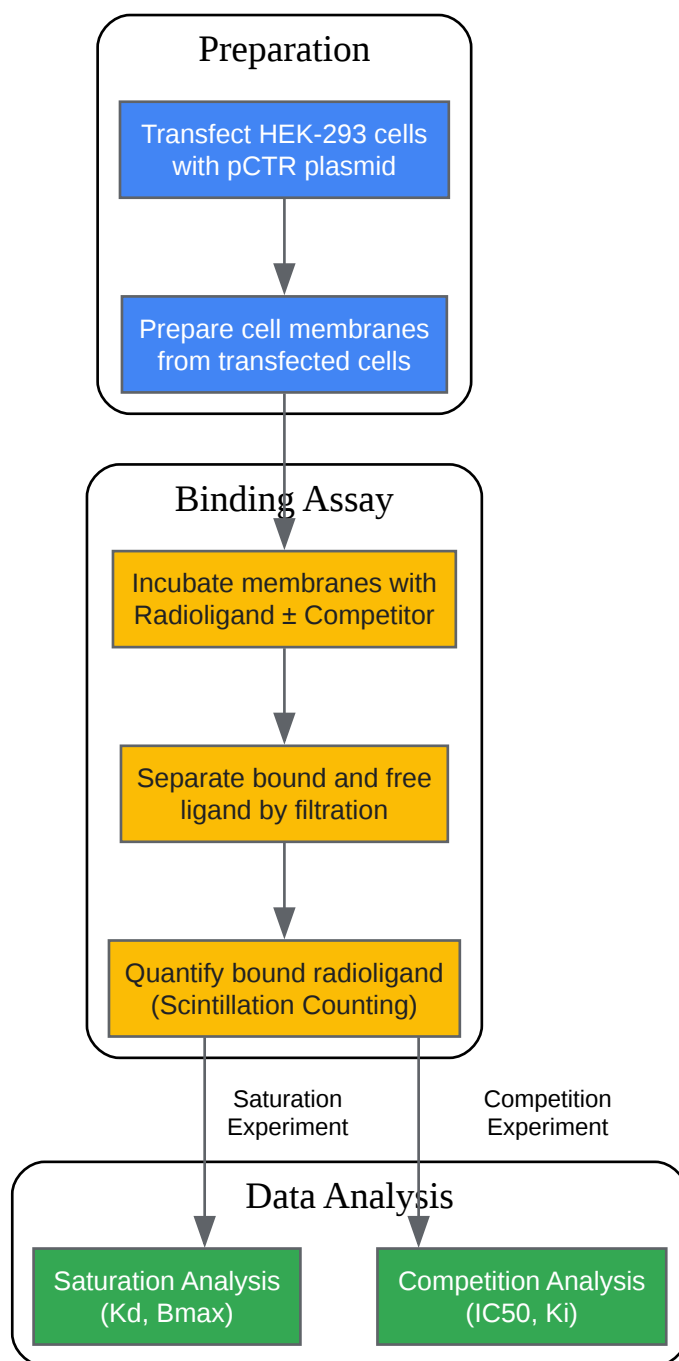 Preparation
Transfect HEK-293 cells
with pCTR plasmid
Prepare cell membranes
from transfected cells
Binding Assay
Incubate membranes with
Radioligand ± Competitor
Separate bound and free
ligand by filtration
Quantify bound radioligand
(Scintillation Counting)
Saturation
Experiment
Competition
Experiment
Data Analysis
Saturation Analysis
(Kd, Bmax)
Competition Analysis
(IC50, Ki)